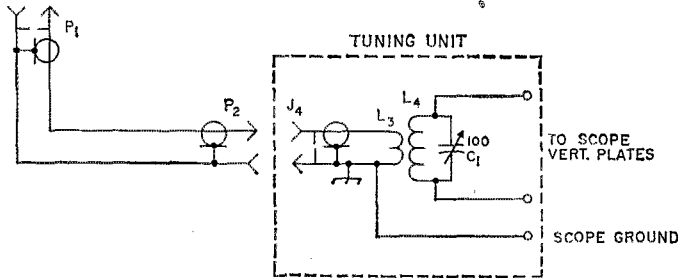 P1
TUNING UNIT
P2
J4
L3
L4
100
C1
TO SCOPE
VERT. PLATES
SCOPE GROUND